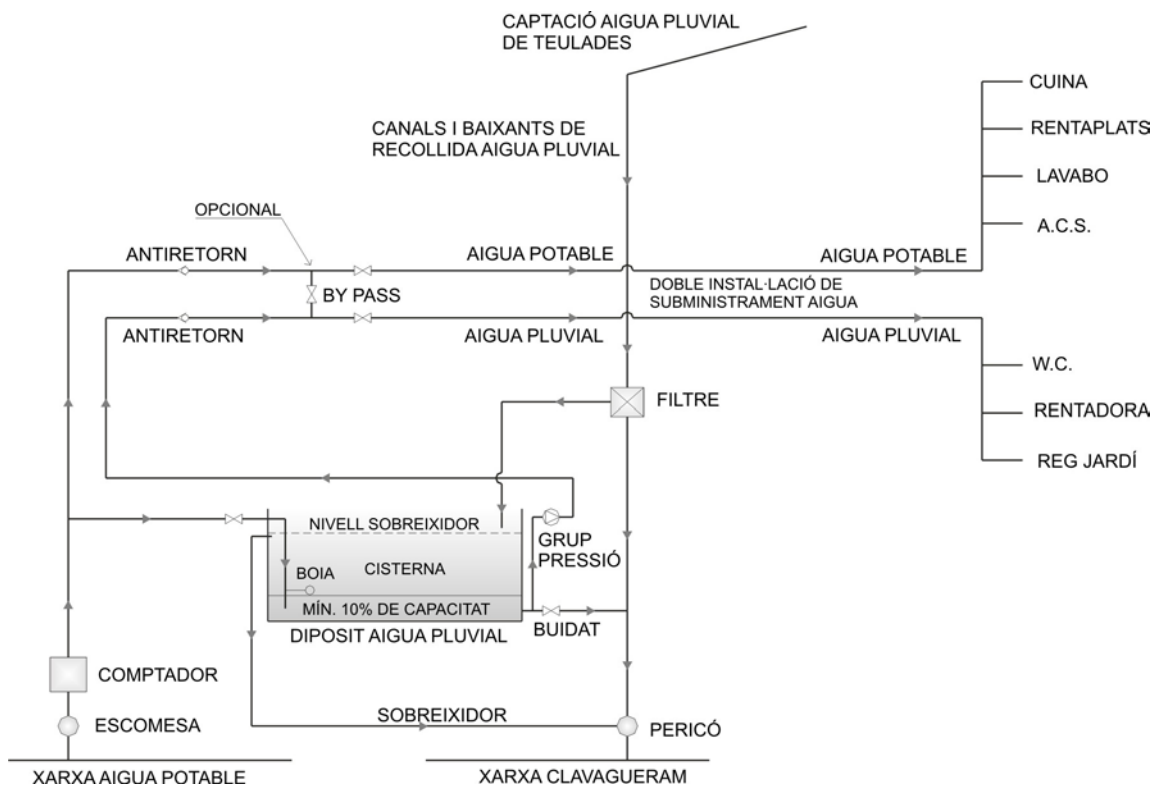 CAPTACIÓ AIGUA PLUVIAL
DE TEULADES
CUINA
CANALS I BAIXANTS DE
RECOLLIDA AIGUA PLUVIAL
RENTAPLATS
LAVABO
OPCIONAL
A.C.S.
ANTIRETORN
AIGUA POTABLE
AIGUA POTABLE
BY PASS
DOBLE INSTAL·LACIÓ DE
SUBMINISTRAMENT AIGUA
ANTIRETORN
AIGUA PLUVIAL
AIGUA PLUVIAL
W.C.
FILTRE
RENTADORA
REG JARDÍ
NIVELL SOBREIXIDOR
GRUP
PRESSIÓ
CISTERNA
BOIA
MÍN. 10% DE CAPACITAT
BUIDAT
DIPOSIT AIGUA PLUVIAL
COMPTADOR
SOBREIXIDOR
ESCOMESA
PERICÓ
XARXA AIGUA POTABLE
XARXA CLAVAGUERAM